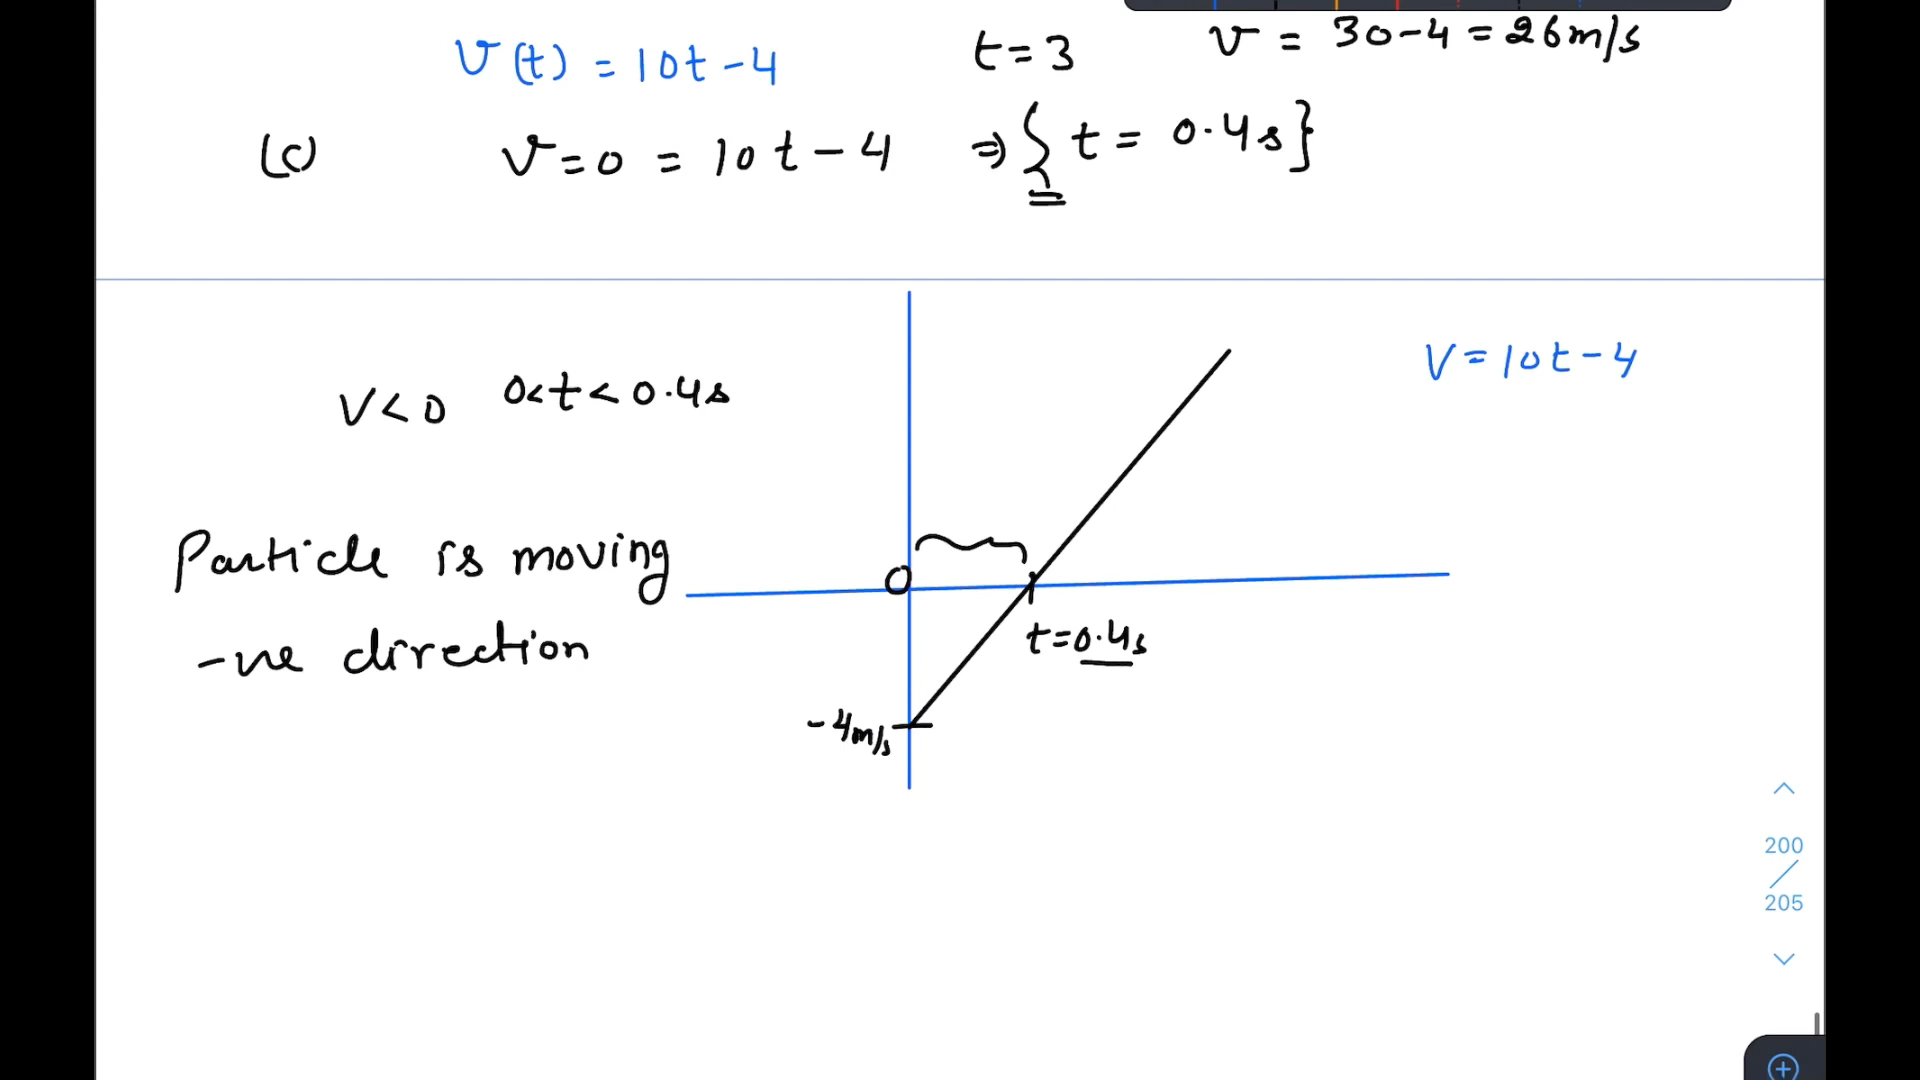 v(t) = 10t - 4 t = 3 v = 30 - 4 = 26 m/s
(c) v = 0 = 10t - 4 ⇒ { t = 0.4s }
V < 0 0 < t < 0.4s V = 10t - 4
Particle is moving
0
-ve direction t = 0.4s
-4 m/s
200
205